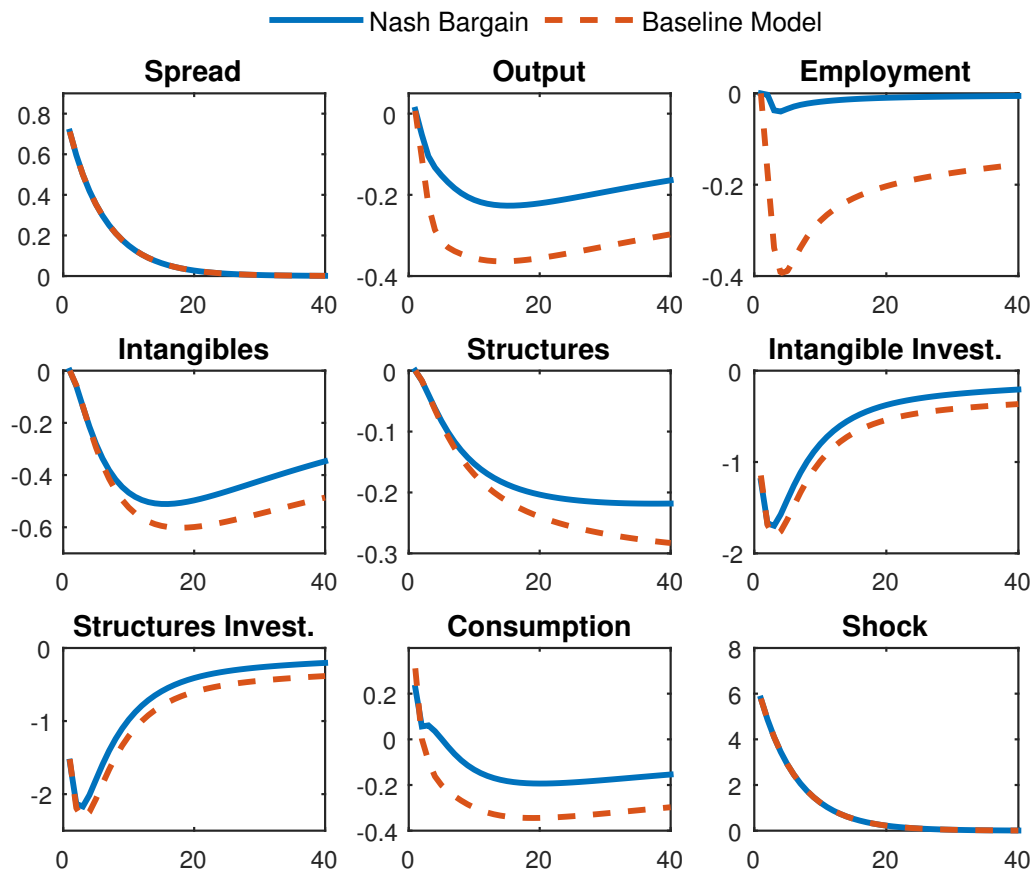 Nash Bargain Baseline Model
Spread Output Employment
0.8
0.6
0.4
0.2
0
0 20 40
0
-0.2
-0.4
0 20 40
0
-0.2
-0.4
0 20 40
Intangibles Structures Intangible Invest.
0
-0.2
-0.4
-0.6
0 20 40
0
-0.1
-0.2
-0.3
0 20 40
0
-1
-2
0 20 40
Structures Invest. Consumption Shock
0
-1
-2
0 20 40
0.2
0
-0.2
-0.4
0 20 40
8
6
4
2
0
0 20 40